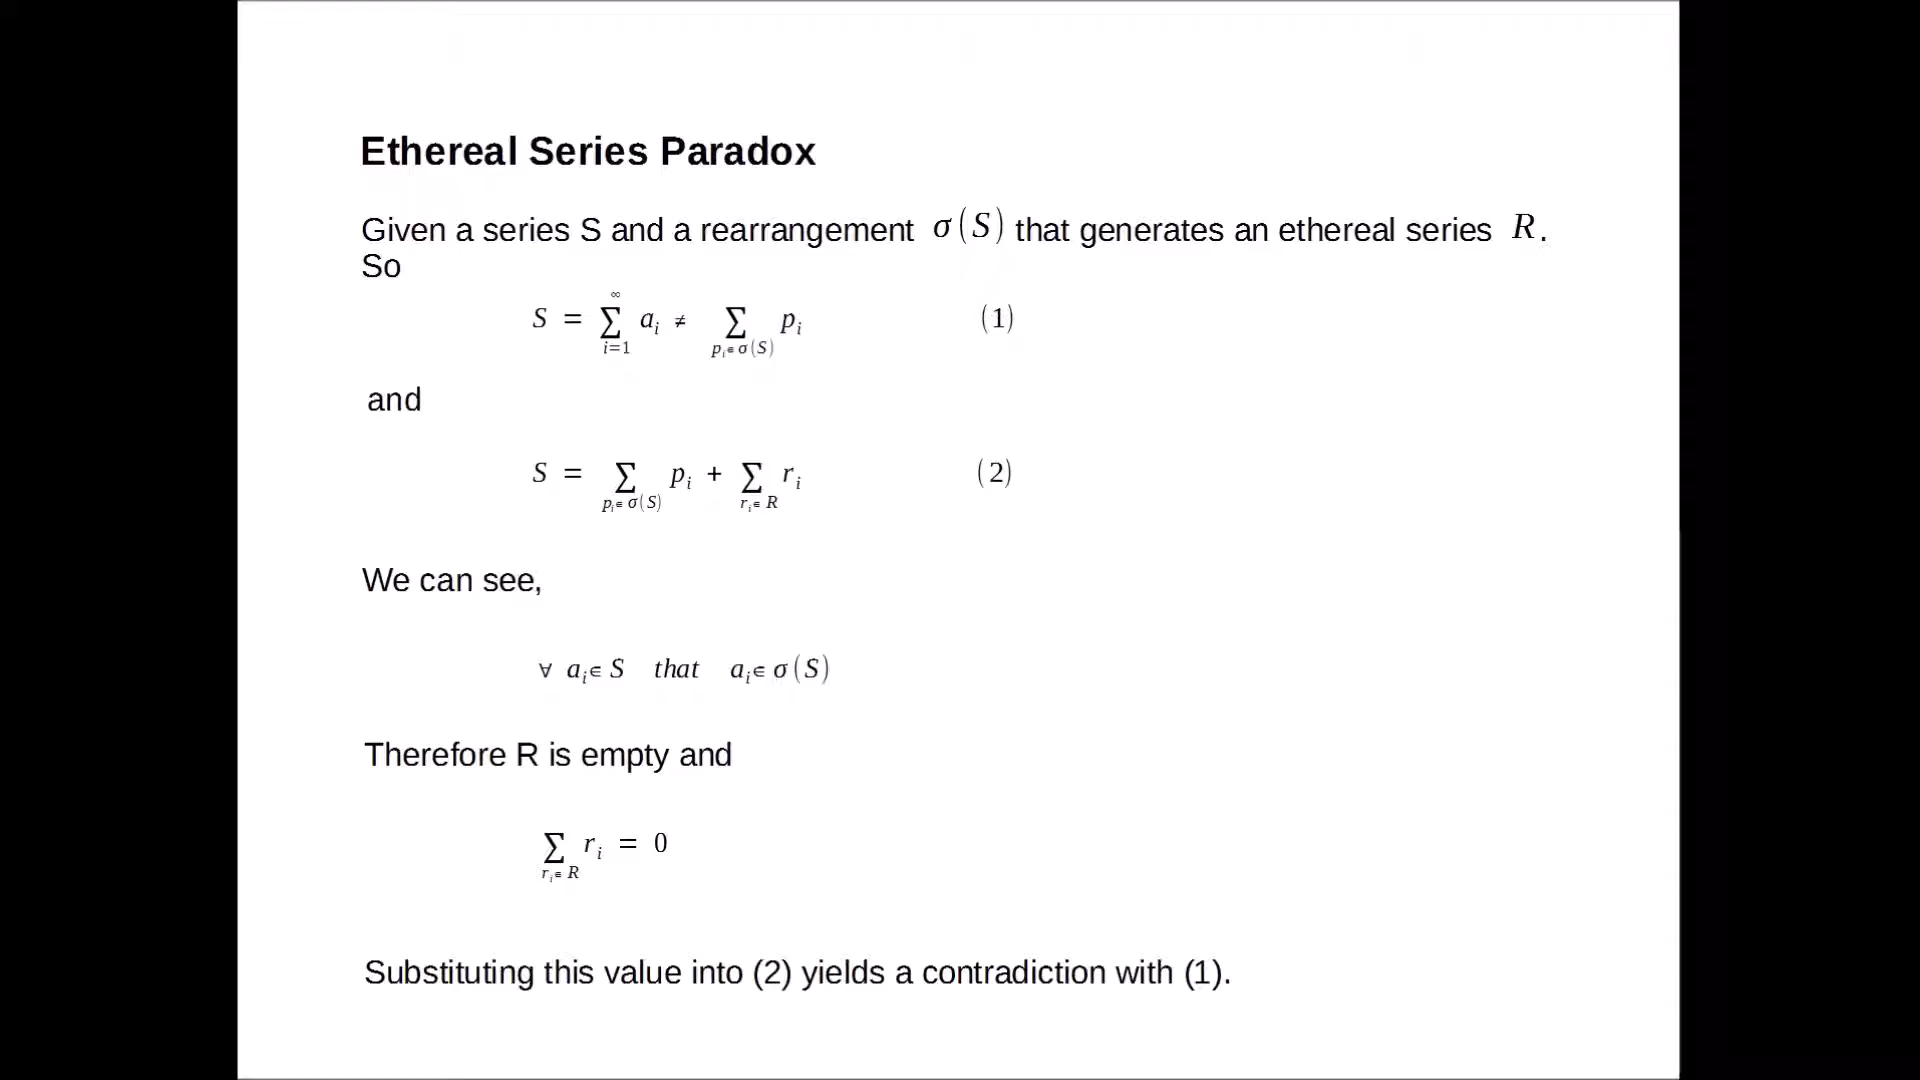 Ethereal Series Paradox
Given a series S and a rearrangement σ(S) that generates an ethereal series R.
So
S = ∑_{i=1}^{∞} a_i ≠ ∑_{p_i∈σ(S)} p_i (1)
and
S = ∑_{p_i∈σ(S)} p_i + ∑_{r_i∈R} r_i (2)
We can see,
∀ a_i∈ S that a_i∈ σ(S)
Therefore R is empty and
∑_{r_i∈R} r_i = 0
Substituting this value into (2) yields a contradiction with (1).